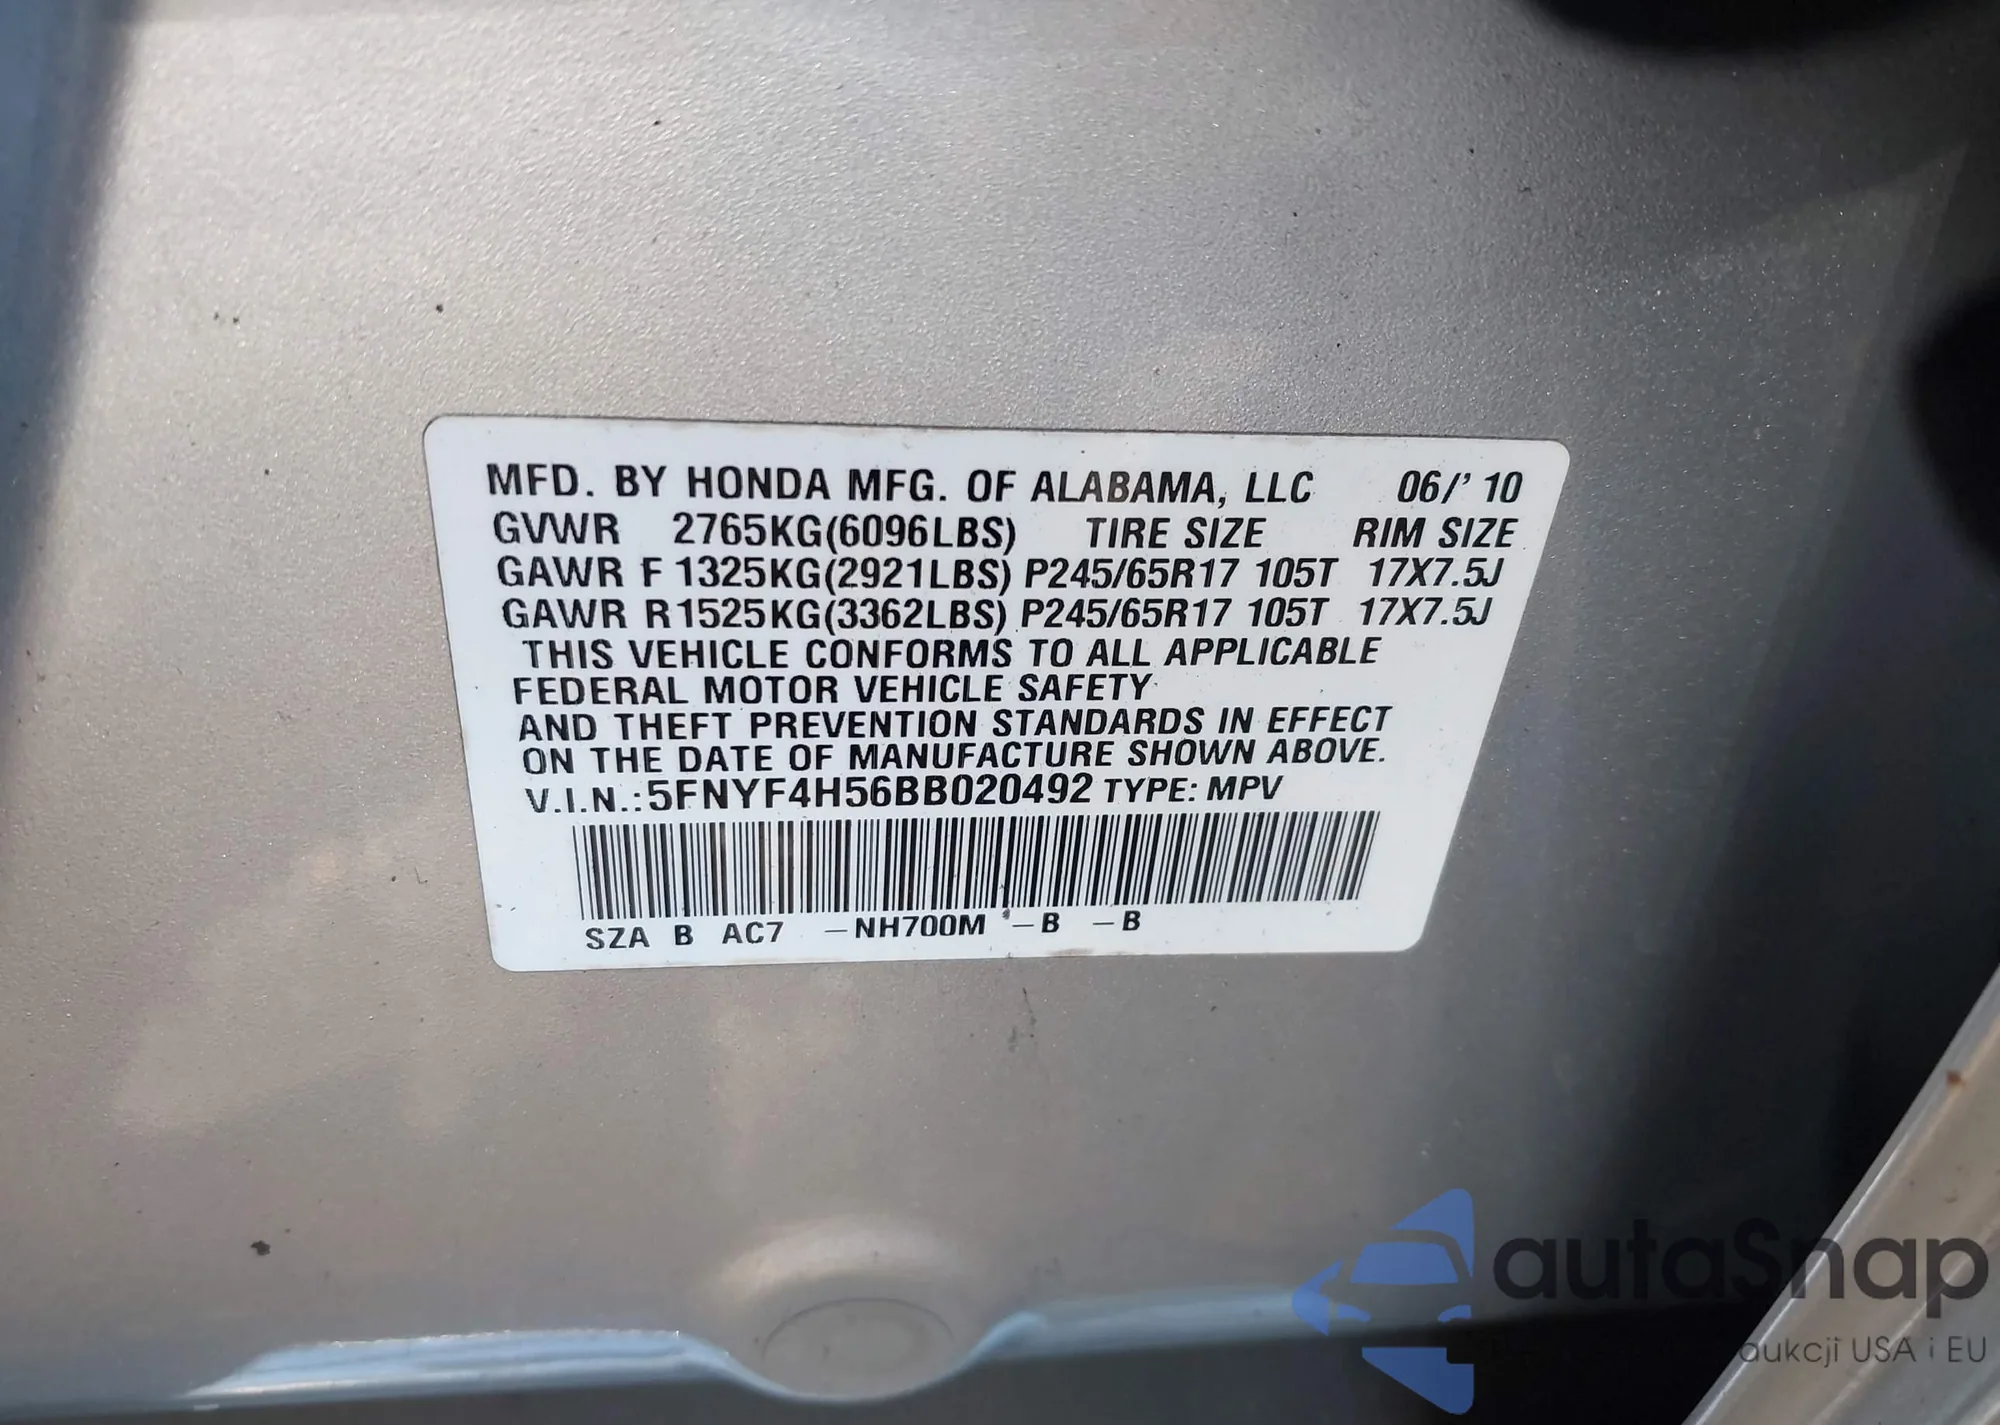 MFD. BY HONDA MFG. OF ALABAMA, LLC 06/' 10
GVWR 2765KG(6096LBS) TIRE SIZE RIM SIZE
GAWR F 1325KG(2921LBS) P245/65R17 105T 17X7.5J
GAWR R 1525KG(3362LBS) P245/65R17 105T 17X7.5J
THIS VEHICLE CONFORMS TO ALL APPLICABLE
FEDERAL MOTOR VEHICLE SAFETY
AND THEFT PREVENTION STANDARDS IN EFFECT
ON THE DATE OF MANUFACTURE SHOWN ABOVE.
V.I.N.: 5FNYF4H56BB020492 TYPE: MPV
SZA B AC7 –NH700M –B –B
autaSnap
aukcji USA i EU